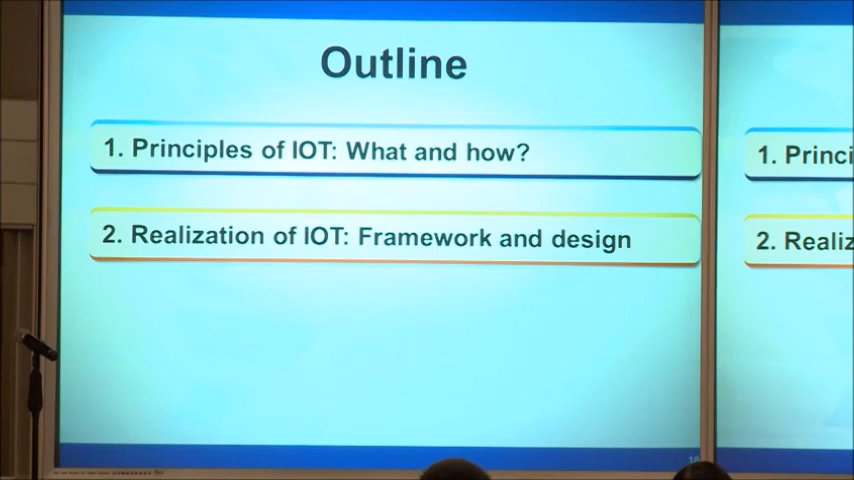 Outline
1. Principles of IOT: What and how?
2. Realization of IOT: Framework and design
1. Princi
2. Realiz